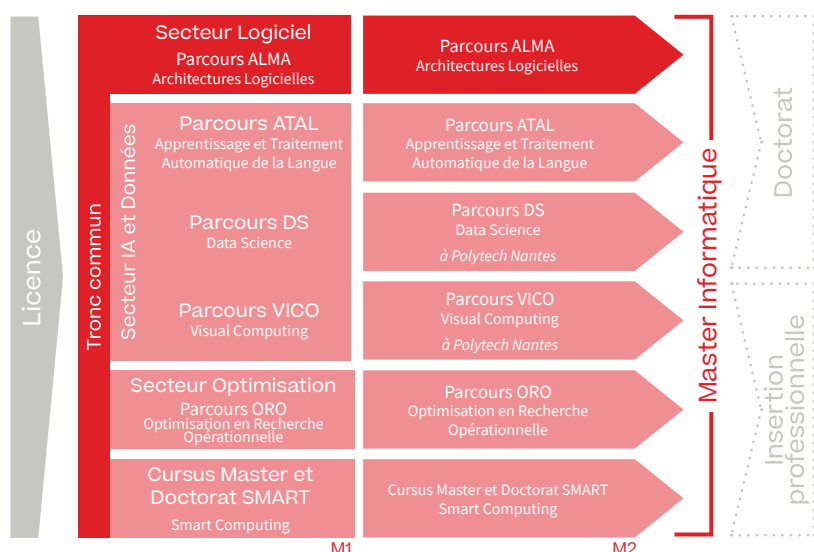 Licence
Tronc commun
Secteur Logiciel
Parcours ALMA
Architectures Logicielles
Parcours ALMA
Architectures Logicielles
Secteur IA et Données
Parcours ATAL
Apprentissage et Traitement
Automatique de la Langue
Parcours ATAL
Apprentissage et Traitement
Automatique de la Langue
Parcours DS
Data Science
Parcours DS
Data Science
à Polytech Nantes
Parcours VICO
Visual Computing
Parcours VICO
Visual Computing
à Polytech Nantes
Secteur Optimisation
Parcours ORO
Optimisation en Recherche
Opérationnelle
Parcours ORO
Optimisation en Recherche
Opérationnelle
Cursus Master et
Doctorat SMART
Smart Computing
Cursus Master et Doctorat SMART
Smart Computing
M1
M2
Master Informatique
Doctorat
Insertion
professionnelle